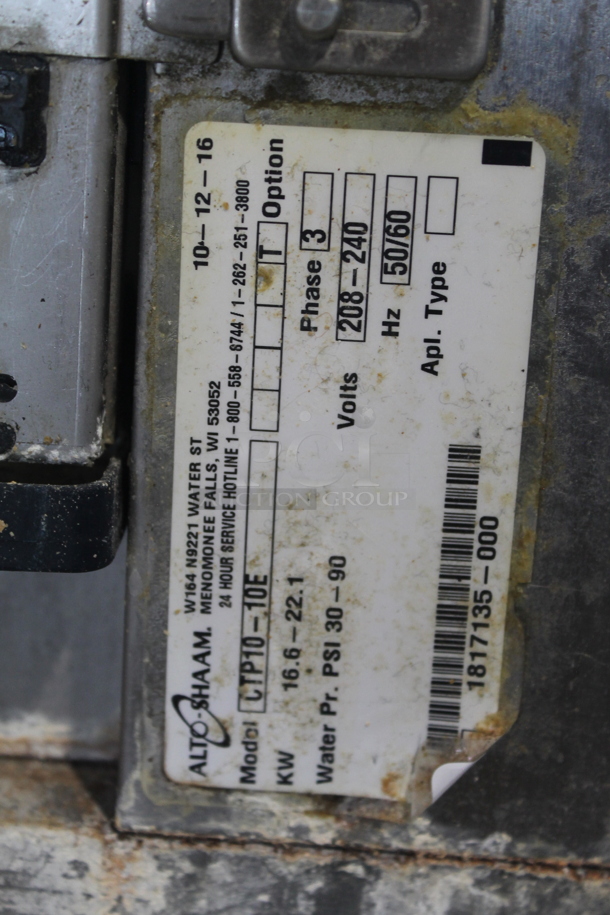 ALTO-SHAAM. W164 N9221 WATER ST 10-12-16
MENOMONEE FALLS, WI 53052
24 HOUR SERVICE HOTLINE 1-800-558-8744 / 1-262-251-3800
Model CTP10-10E T Option
KW 16.6-22.1 Phase 3
Water Pr. PSI 30-90 Volts 208-240
Hz 50/60
Apl. Type
1817135-000
AUCTION GROUP